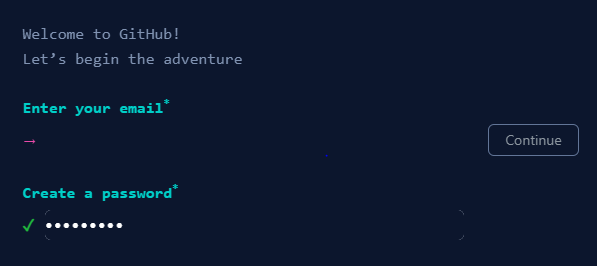 Welcome to GitHub!
Let’s begin the adventure
Enter your email*
→
Continue
Create a password*
✓ •••••••••